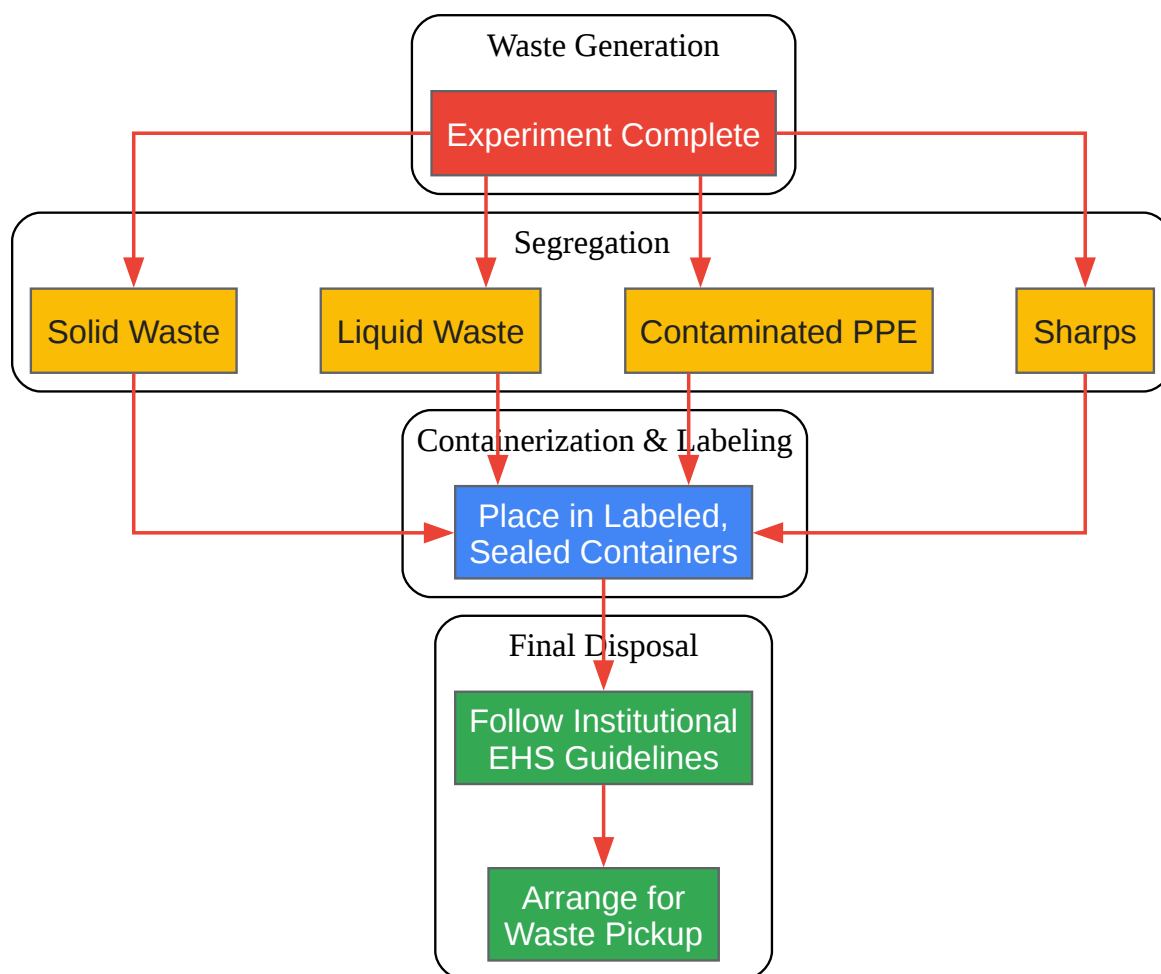 Waste Generation
Experiment Complete
Segregation
Solid Waste
Liquid Waste
Contaminated PPE
Sharps
Containerization & Labeling
Place in Labeled,
Sealed Containers
Final Disposal
Follow Institutional
EHS Guidelines
Arrange for
Waste Pickup